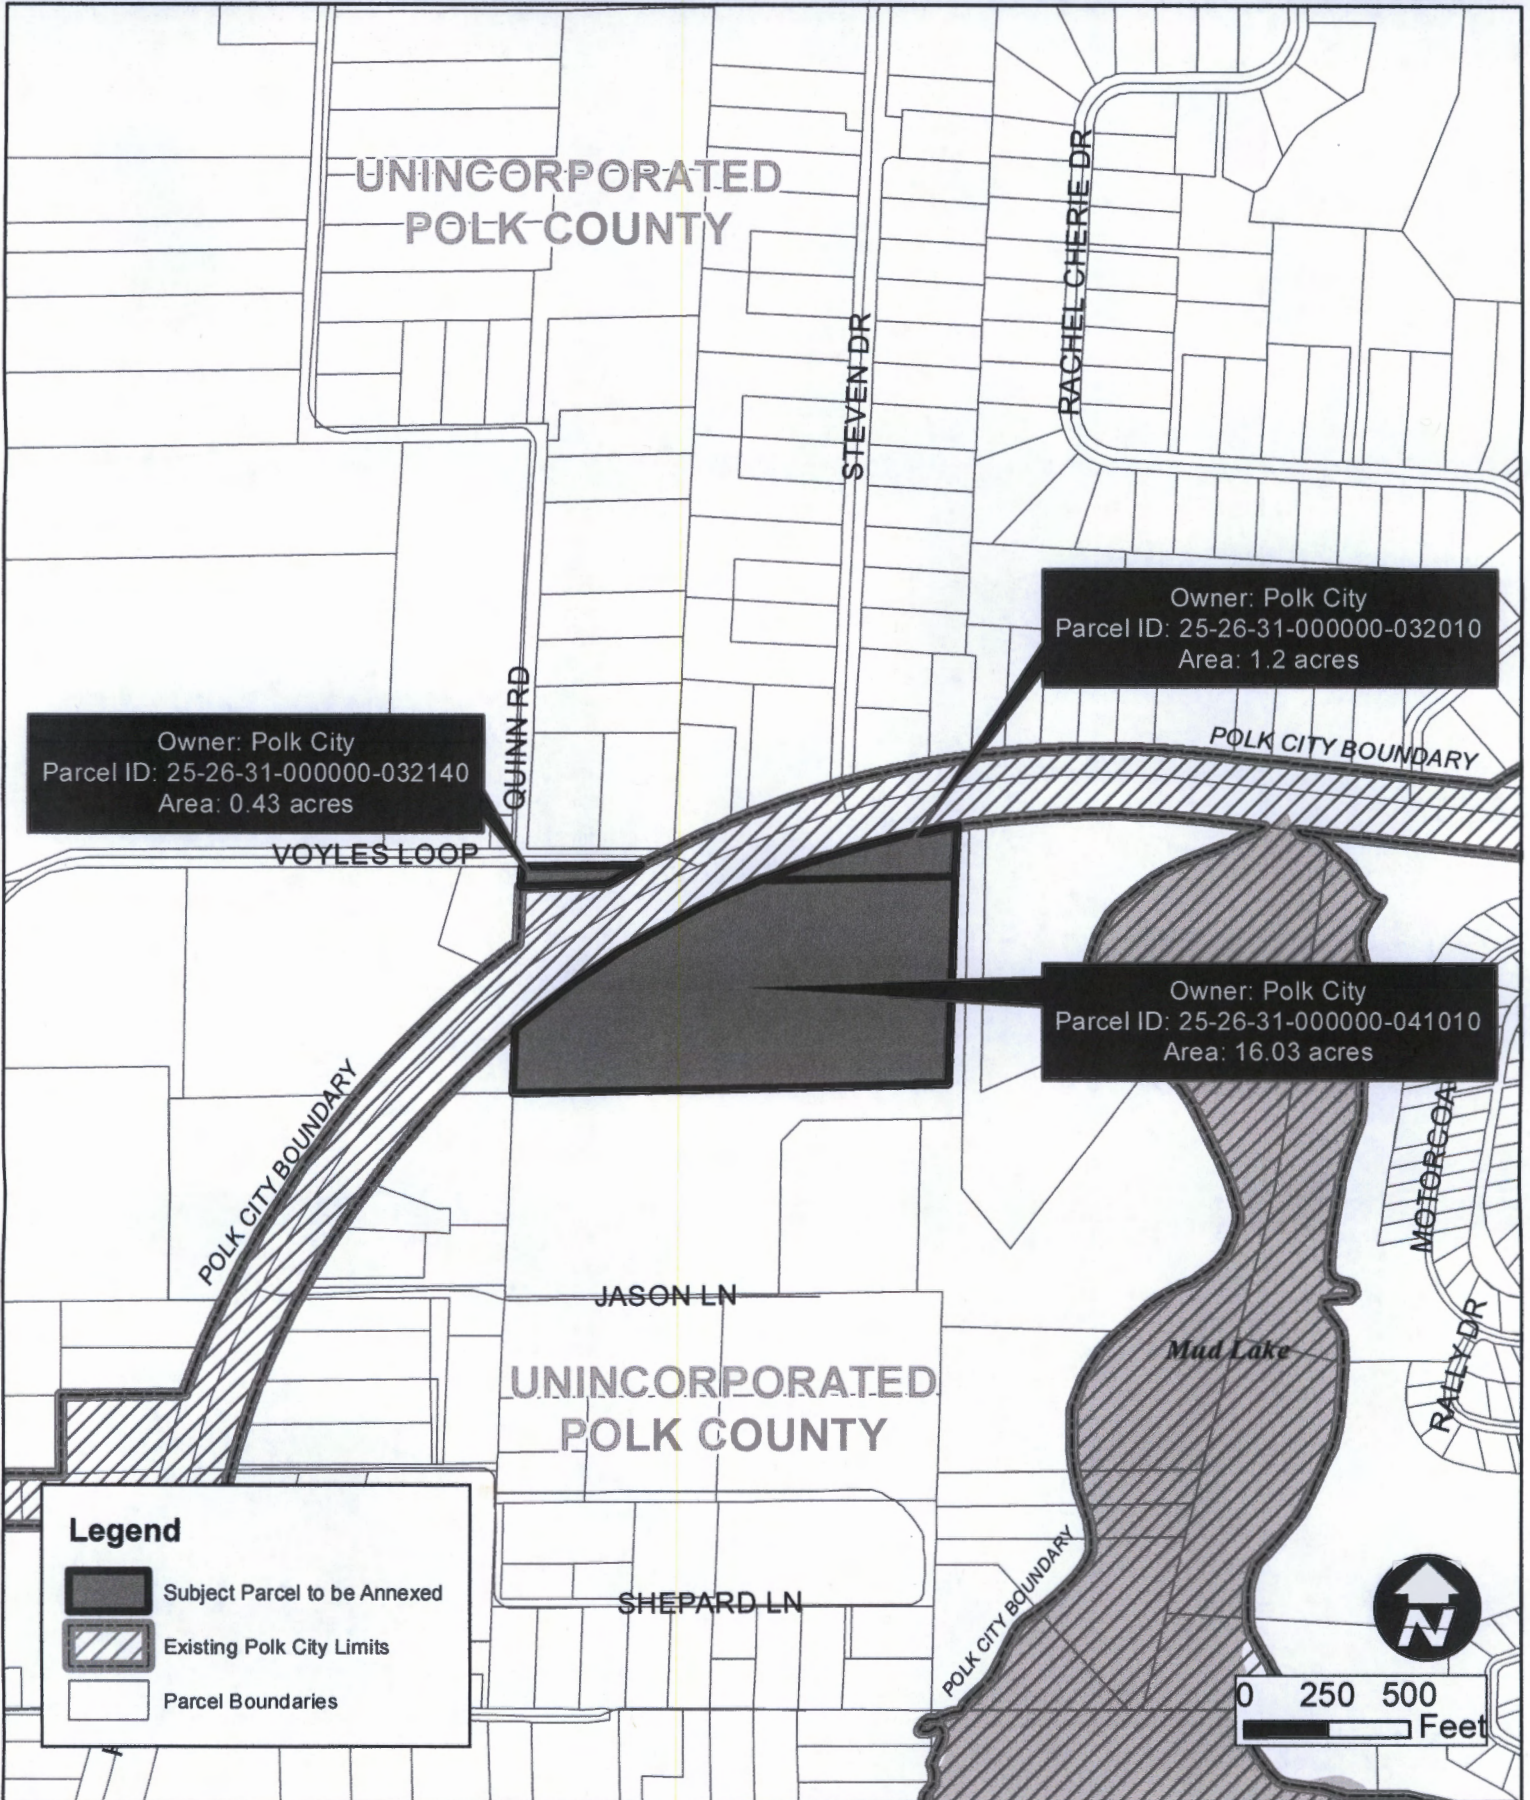 UNINCORPORATED
POLK COUNTY
RACHEL CHERIE DR
STEVEN DR
Owner: Polk City
Parcel ID: 25-26-31-000000-032010
Area: 1.2 acres
QUINN RD
Owner: Polk City
Parcel ID: 25-26-31-000000-032140
Area: 0.43 acres
POLK CITY BOUNDARY
VOYLES LOOP
Owner: Polk City
Parcel ID: 25-26-31-000000-041010
Area: 16.03 acres
POLK CITY BOUNDARY
MOTORCOA
JASON LN
Mud Lake
RALLY DR
UNINCORPORATED
POLK COUNTY
POLK CITY BOUNDARY
SHEPARD LN
Legend
Subject Parcel to be Annexed
Existing Polk City Limits
Parcel Boundaries
N
0 250 500
Feet